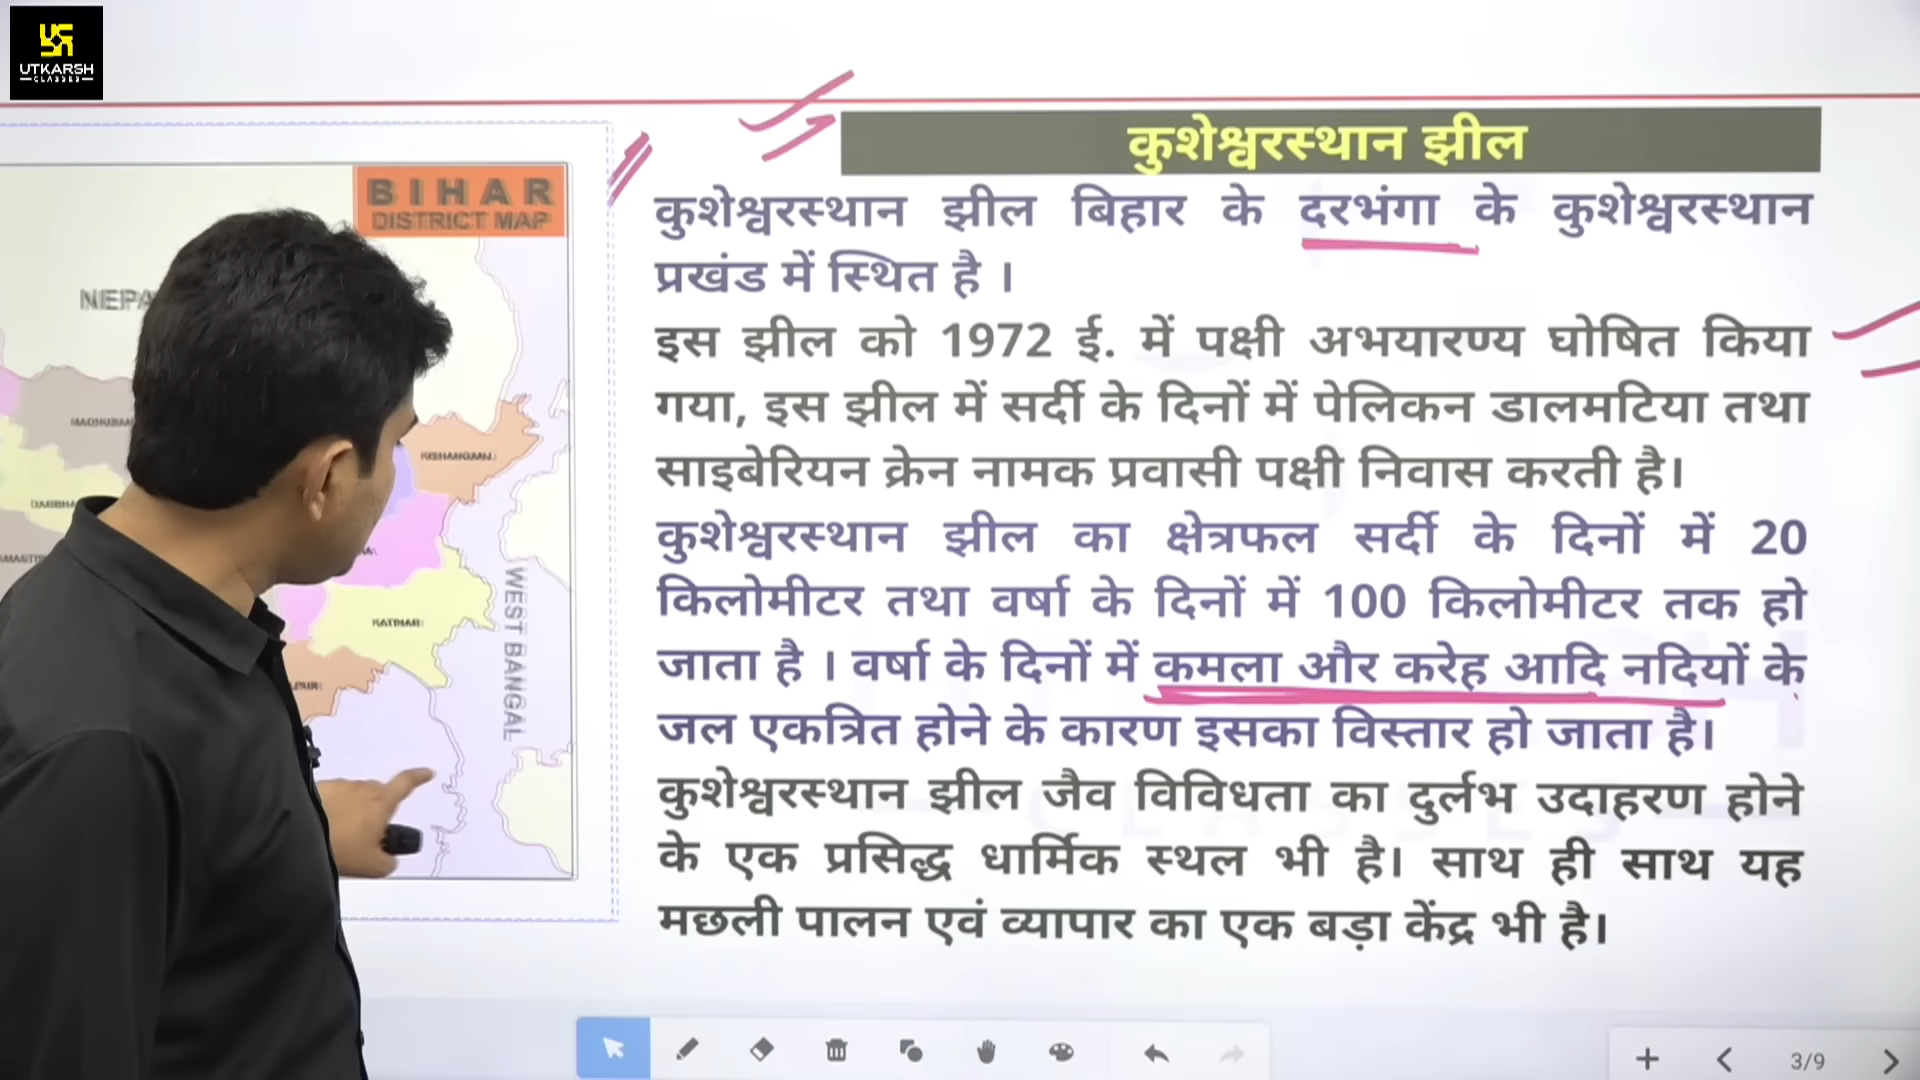 UTKARSH
CLASSES
कुशेश्वरस्थान झील
BIHAR
DISTRICT MAP
कुशेश्वरस्थान झील बिहार के दरभंगा के कुशेश्वरस्थान
प्रखंड में स्थित है ।
इस झील को 1972 ई. में पक्षी अभयारण्य घोषित किया
गया, इस झील में सर्दी के दिनों में पेलिकन डालमटिया तथा
साइबेरियन क्रेन नामक प्रवासी पक्षी निवास करती है।
कुशेश्वरस्थान झील का क्षेत्रफल सर्दी के दिनों में 20
किलोमीटर तथा वर्षा के दिनों में 100 किलोमीटर तक हो
जाता है । वर्षा के दिनों में कमला और करेह आदि नदियों के
जल एकत्रित होने के कारण इसका विस्तार हो जाता है।
कुशेश्वरस्थान झील जैव विविधता का दुर्लभ उदाहरण होने
के एक प्रसिद्ध धार्मिक स्थल भी है। साथ ही साथ यह
मछली पालन एवं व्यापार का एक बड़ा केंद्र भी है।
NEPA
KISHANGANJ
KATIHAR
WEST BANGAL
3/9